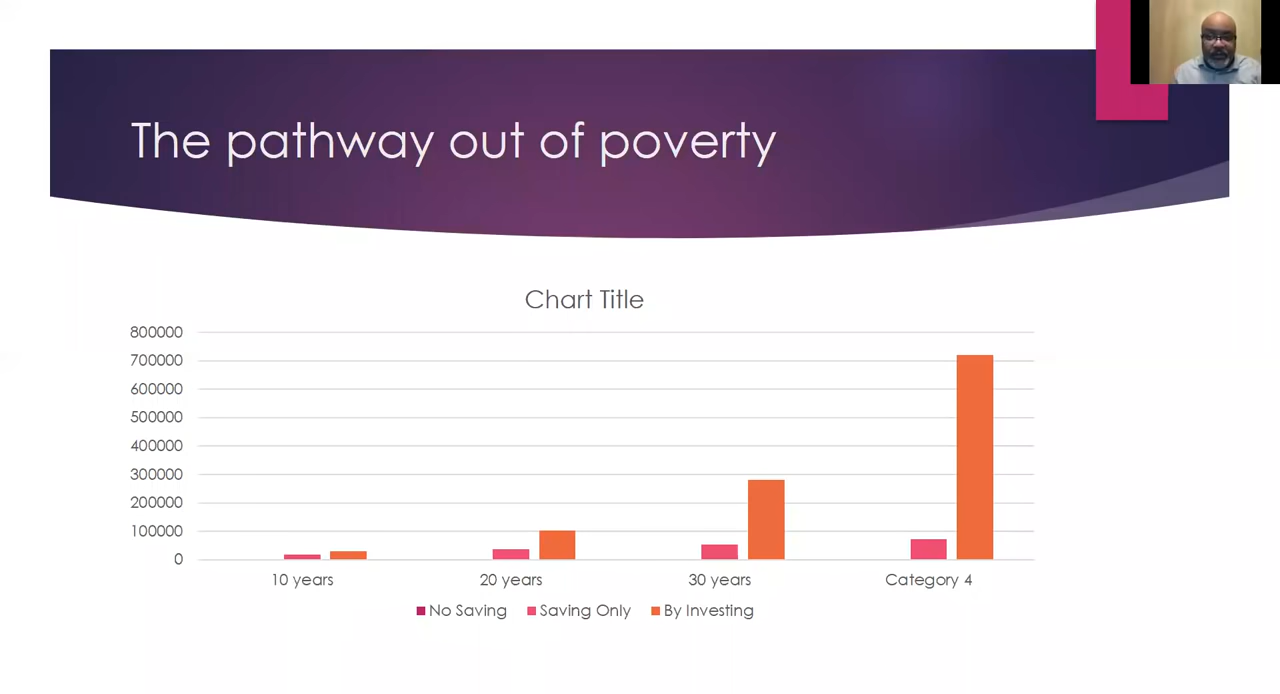 The pathway out of poverty
Chart Title
800000
700000
600000
500000
400000
300000
200000
100000
0
10 years 20 years 30 years Category 4
No Saving Saving Only By Investing